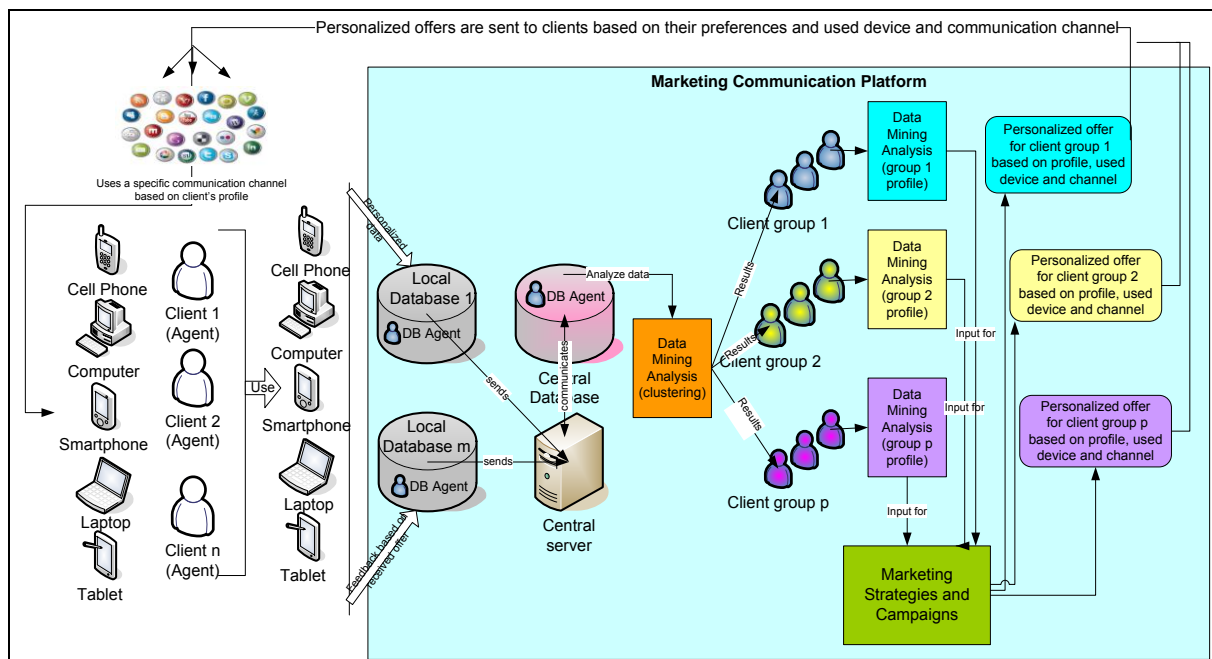 Personalized offers are sent to clients based on their preferences and used device and communication channel
Marketing Communication Platform
Uses a specific communication channel
based on client's profile
Cell Phone
Computer
Smartphone
Laptop
Tablet
Client 1
(Agent)
Client 2
(Agent)
Client n
(Agent)
Use
Cell Phone
Computer
Smartphone
Laptop
Tablet
Personalized
data
Feedback based on
received offer
Local
Database 1
DB Agent
Local
Database m
DB Agent
sends
sends
DB Agent
Central
Database
communicates
Central
server
Analyze data
Data
Mining
Analysis
(clustering)
Results
Results
Results
Client group 1
Client group 2
Client group p
Data
Mining
Analysis
(group 1
profile)
Data
Mining
Analysis
(group 2
profile)
Data
Mining
Analysis
(group p
profile)
Input for
Input for
Input for
Marketing
Strategies and
Campaigns
Personalized offer
for client group 1
based on profile, used
device and channel
Personalized offer
for client group 2
based on profile, used
device and channel
Personalized offer
for client group p
based on profile, used
device and channel